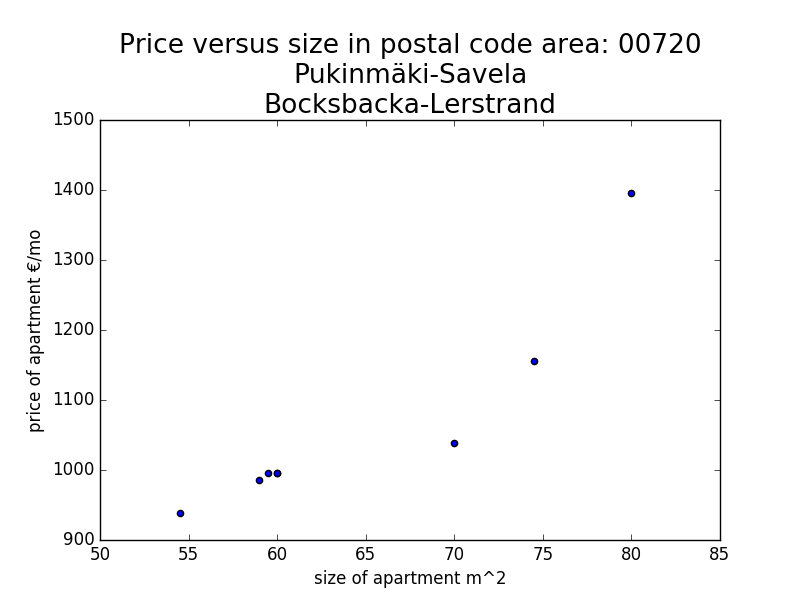 Price versus size in postal code area: 00720
Pukinmäki-Savela
Bocksbacka-Lerstrand
1500
1400
1300
1200
1100
1000
900
price of apartment €/mo
50 55 60 65 70 75 80 85
size of apartment m^2